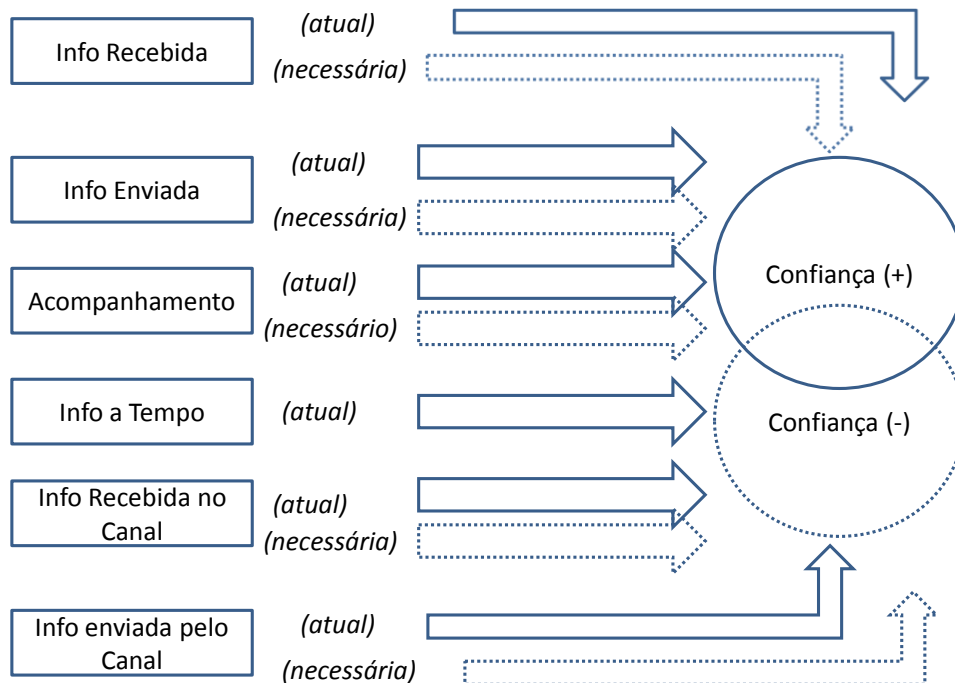 Info Recebida
(atual)
(necessária)
Info Enviada
(atual)
(necessária)
Acompanhamento
(atual)
(necessário)
Info a Tempo
(atual)
Info Recebida no
Canal
(atual)
(necessária)
Info enviada pelo
Canal
(atual)
(necessária)
Confiança (+)
Confiança (-)